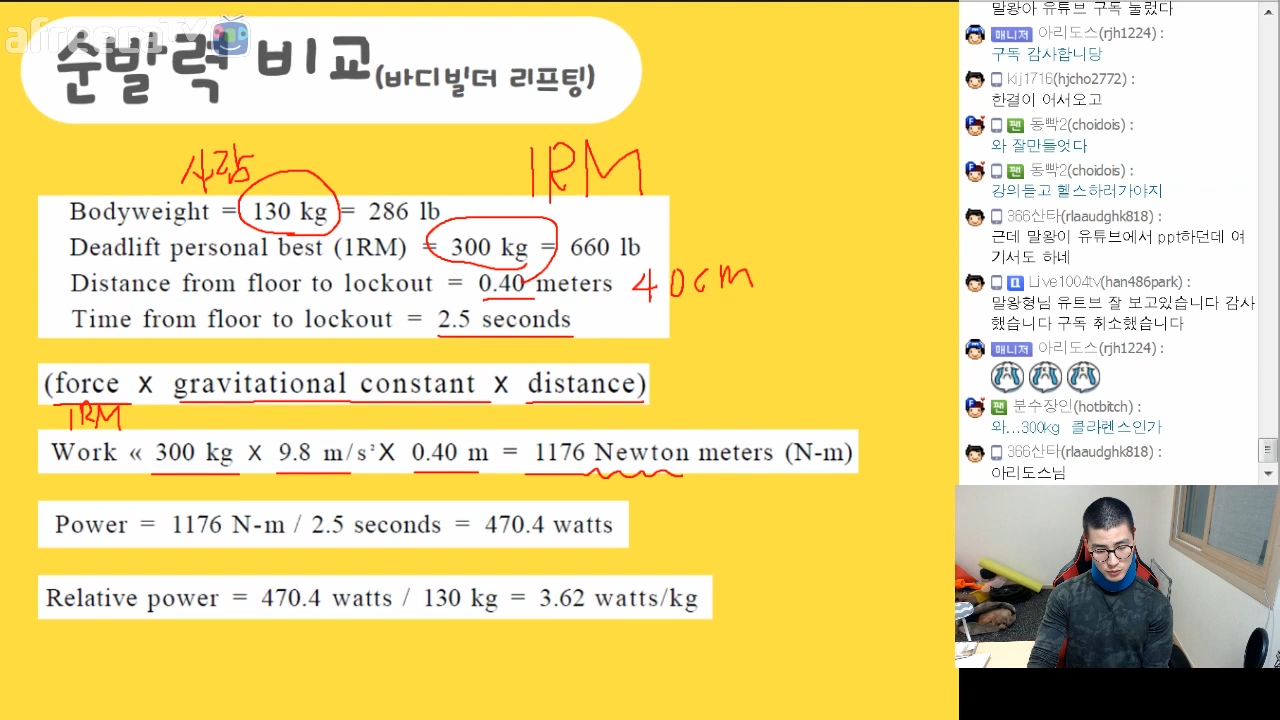 afreecaTV
순발력 비교(바디빌더 리프팅)
사람
1RM
Bodyweight = 130 kg = 286 lb
Deadlift personal best (1RM) = 300 kg = 660 lb
Distance from floor to lockout = 0.40 meters
40cm
Time from floor to lockout = 2.5 seconds
(force x gravitational constant x distance)
1RM
Work « 300 kg x 9.8 m/s² X 0.40 m = 1176 Newton meters (N-m)
Power = 1176 N-m / 2.5 seconds = 470.4 watts
Relative power = 470.4 watts / 130 kg = 3.62 watts/kg
말왕아 유튜브 구독 눌렀다
매니저 아리도스(rjh1224) :
구독 감사합니당
kij1716(hjcho2772) :
한결이 어서오고
팬 동빡2(choidois) :
와 잘만들엇다
팬 동빡2(choidois) :
강의듣고 헬스하러가야지
366산타(rlaaudghk818) :
근데 말왕이 유튜브에서 ppt하던데 여
기서도 하네
Live1004tv(han486park) :
말왕형님 유트브 잘 보고있습니다 감사
했습니다 구독 취소했습니다
매니저 아리도스(rjh1224) :
팬 분수장인(hotbitch) :
와...300kg 클라렌스인가
366산타(rlaaudghk818) :
아리도스님